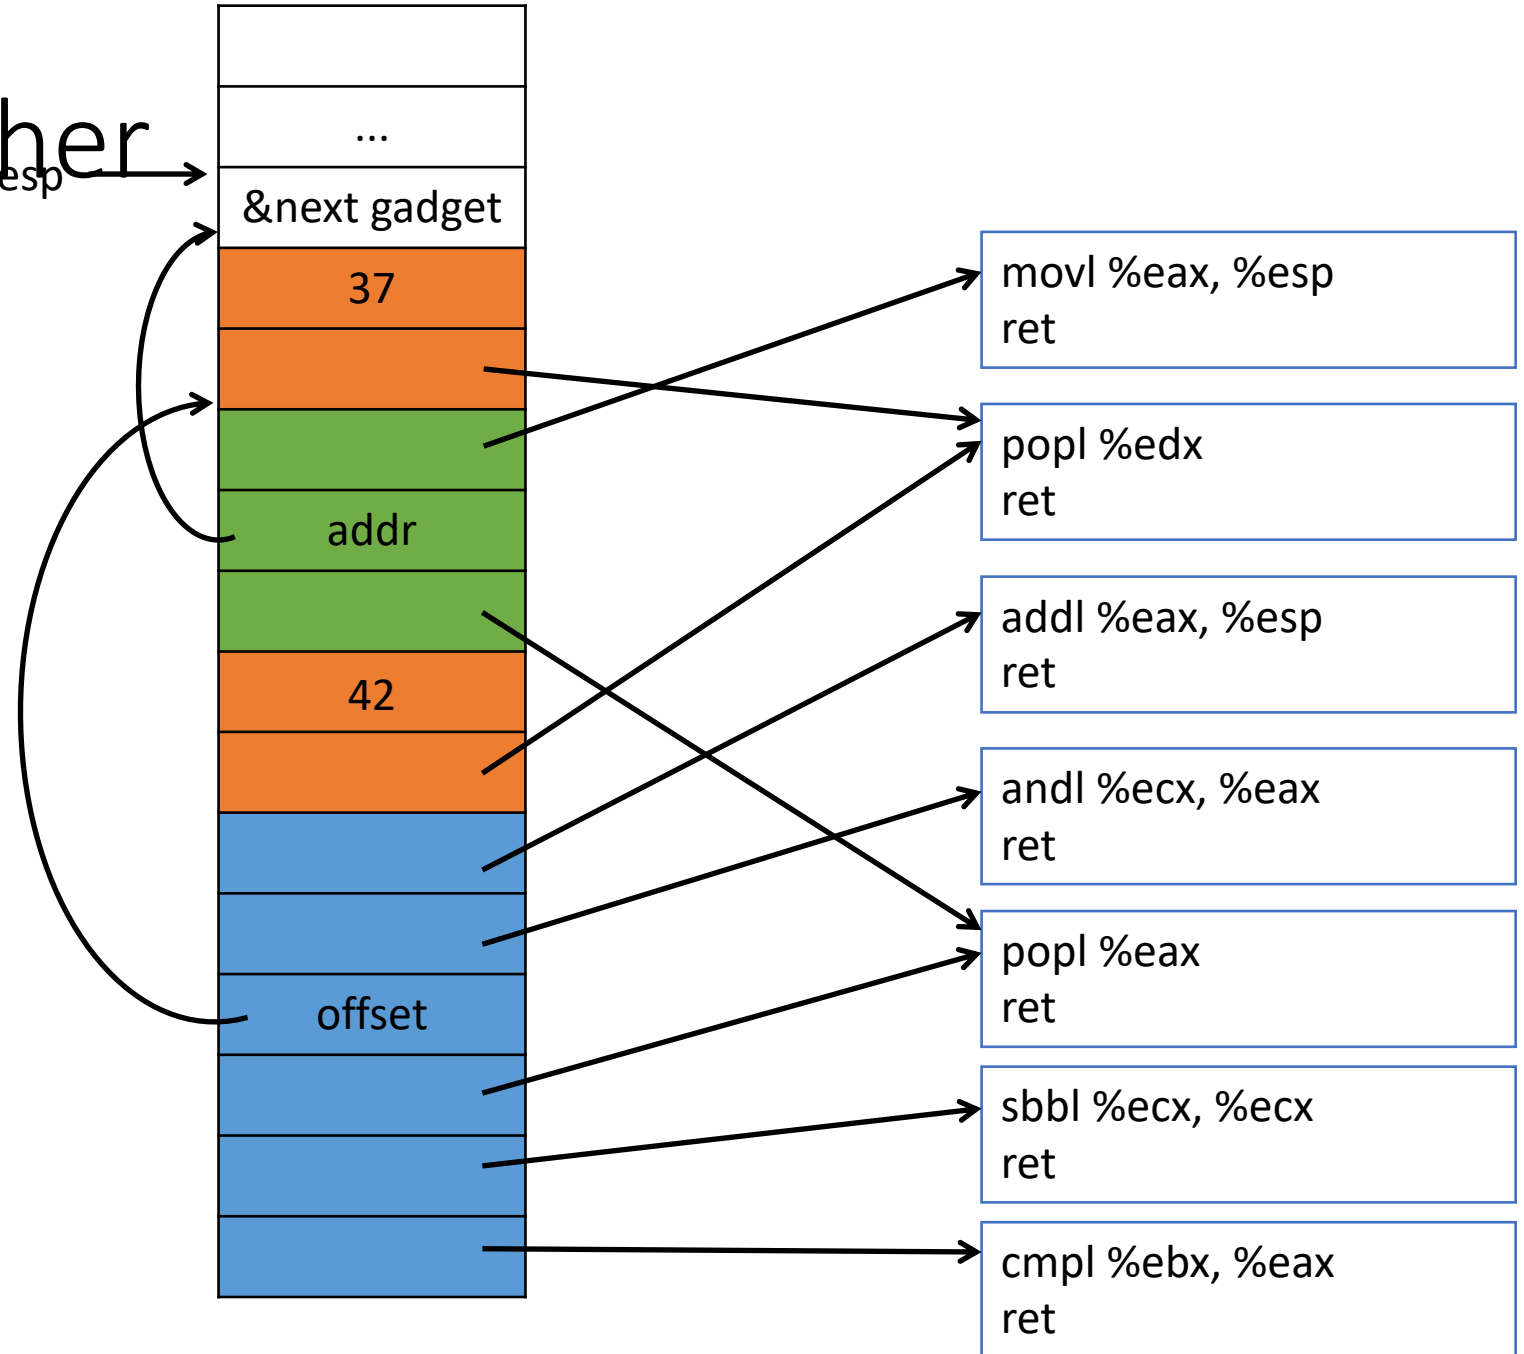 ...
her
esp
&next gadget
37
addr
42
offset
movl %eax, %esp
ret
popl %edx
ret
addl %eax, %esp
ret
andl %ecx, %eax
ret
popl %eax
ret
sbbl %ecx, %ecx
ret
cmpl %ebx, %eax
ret